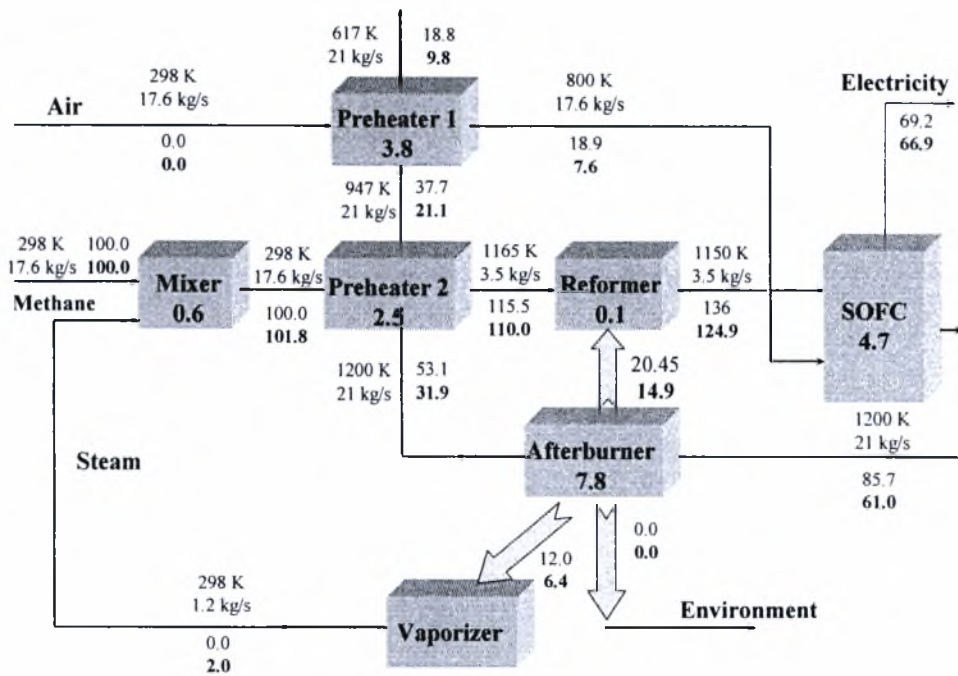 617 K 18.8
21 kg/s 9.8
298 K
17.6 kg/s
Air
0.0
0.0
Preheater 1
3.8
800 K
17.6 kg/s
18.9
7.6
Electricity
69.2
66.9
947 K 37.7
21 kg/s 21.1
298 K 100.0
17.6 kg/s 100.0
Methane
Mixer
0.6
298 K
17.6 kg/s
100.0
101.8
Preheater 2
2.5
1165 K
3.5 kg/s
115.5
110.0
Reformer
0.1
1150 K
3.5 kg/s
136
124.9
SOFC
4.7
1200 K 53.1
21 kg/s 31.9
20.45
14.9
Afterburner
7.8
1200 K
21 kg/s
85.7
61.0
Steam
12.0
6.4
0.0
0.0
298 K
1.2 kg/s
0.0
2.0
Vaporizer
Environment